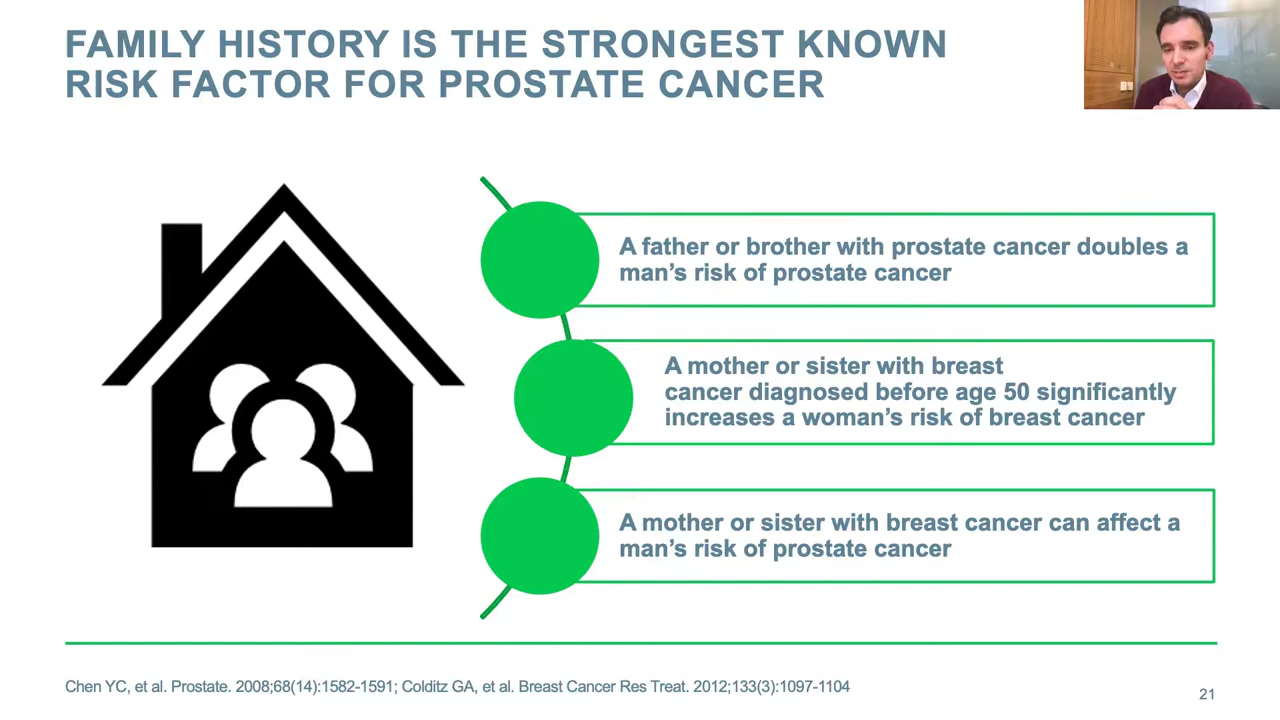 FAMILY HISTORY IS THE STRONGEST KNOWN
RISK FACTOR FOR PROSTATE CANCER
A father or brother with prostate cancer doubles a
man’s risk of prostate cancer
A mother or sister with breast
cancer diagnosed before age 50 significantly
increases a woman’s risk of breast cancer
A mother or sister with breast cancer can affect a
man’s risk of prostate cancer
Chen YC, et al. Prostate. 2008;68(14):1582-1591; Colditz GA, et al. Breast Cancer Res Treat. 2012;133(3):1097-1104
21